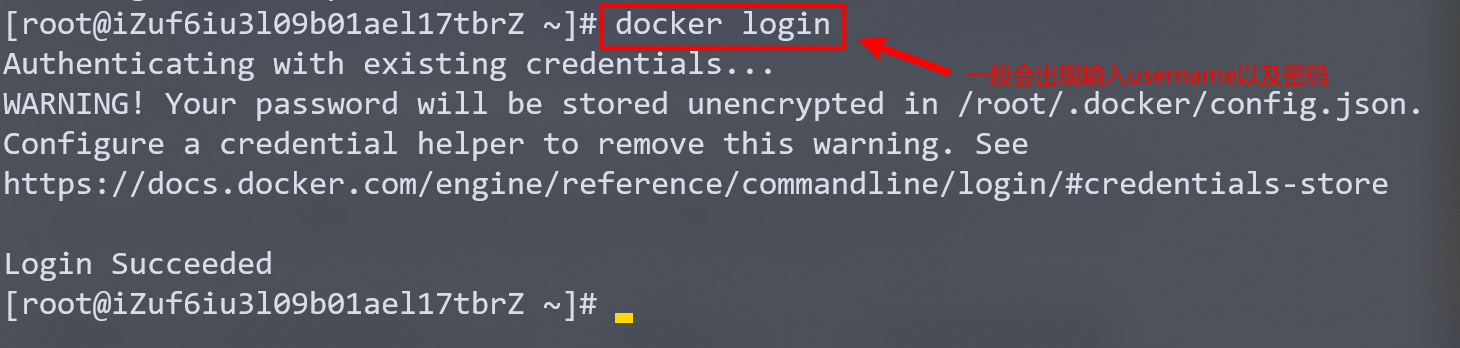 [root@iZuf6iu3l09b01ael17tbrZ ~]# docker login
Authenticating with existing credentials...
一般会出现输入username以及密码
WARNING! Your password will be stored unencrypted in /root/.docker/config.json.
Configure a credential helper to remove this warning. See
https://docs.docker.com/engine/reference/commandline/login/#credentials-store
Login Succeeded
[root@iZuf6iu3l09b01ael17tbrZ ~]#